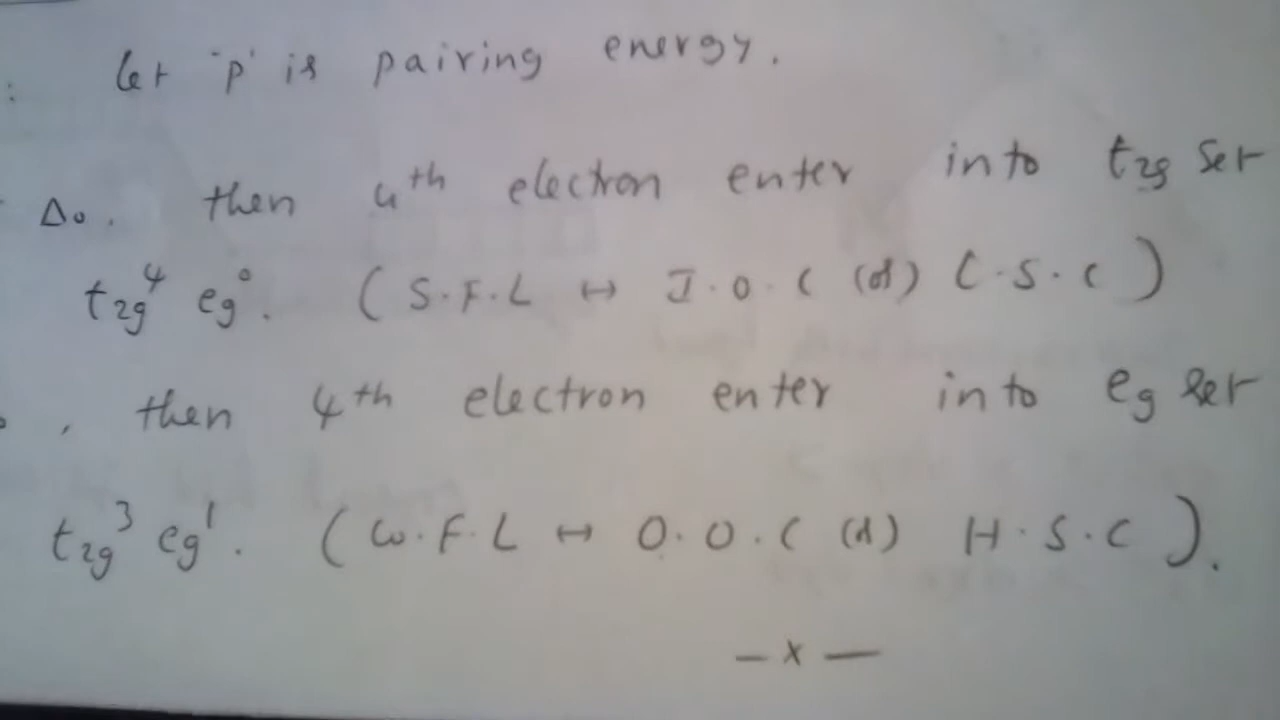 : let 'p' is pairing energy.
Δo. then 4th electron enter into t2g set
t2g⁴ eg⁰. (S.F.L ↔ I.O.C (or) L.S.C)
, then 4th electron enter into eg set
t2g³ eg¹. (W.F.L ↔ O.O.C (or) H.S.C).
— x —